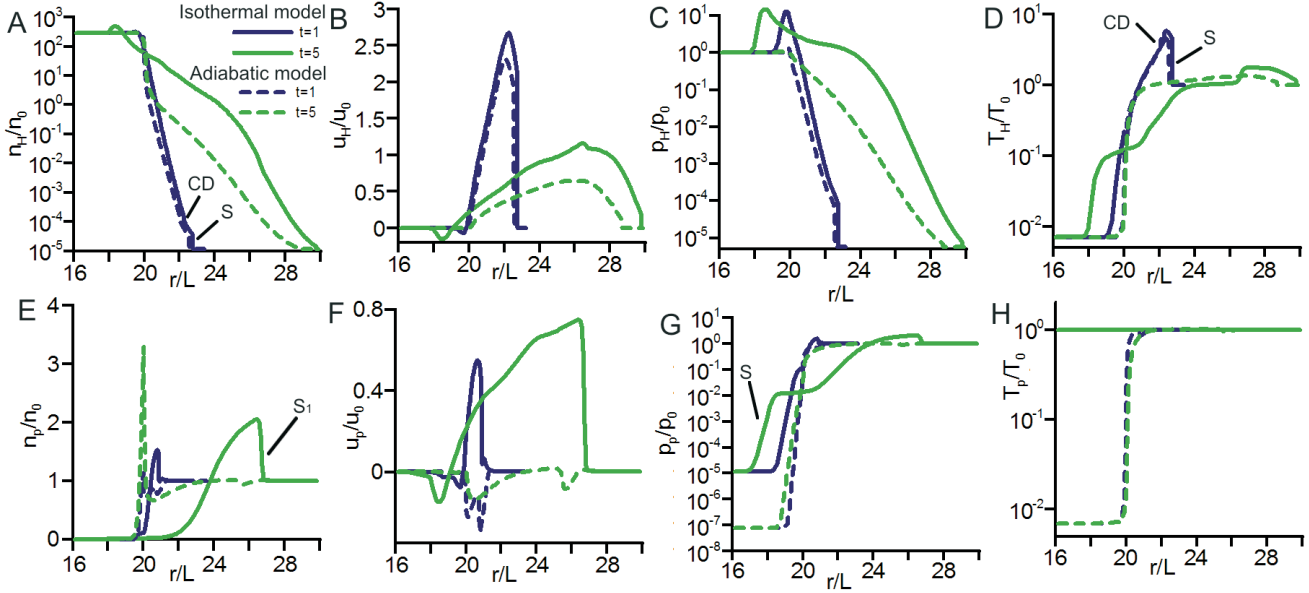 A
n_H/n_0
10^3
10^2
10^1
10^0
10^-1
10^-2
10^-3
10^-4
10^-5
Isothermal model
t=1
t=5
Adiabatic model
t=1
t=5
CD
S
16 20 24 28
r/L
B
u_H/u_0
3
2.5
2
1.5
1
0.5
0
16 20 24 28
r/L
C
p_H/p_0
10^1
10^0
10^-1
10^-2
10^-3
10^-4
10^-5
16 20 24 28
r/L
D
T_H/T_0
10^1
10^0
10^-1
10^-2
CD
S
16 20 24 28
r/L
E
n_p/n_0
4
3
2
1
0
S_1
16 20 24 28
r/L
F
u_p/u_0
0.8
0.4
0
16 20 24 28
r/L
G
p_p/p_0
10^1
10^0
10^-1
10^-2
10^-3
10^-4
10^-5
10^-6
10^-7
10^-8
S
16 20 24 28
r/L
H
T_p/T_0
10^0
10^-1
10^-2
16 20 24 28
r/L